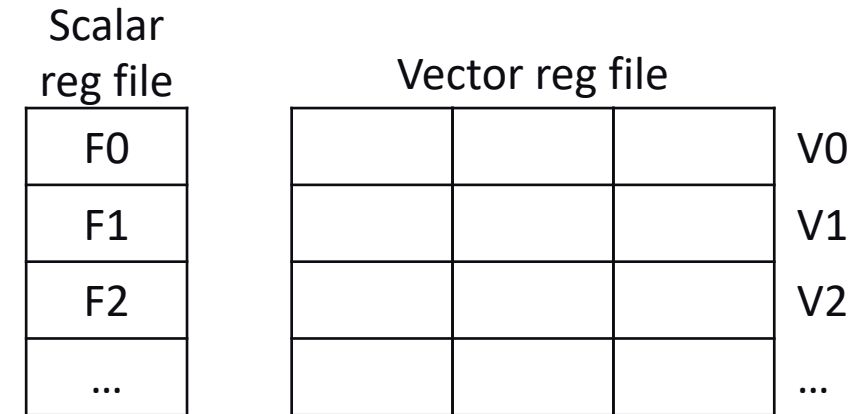 Scalar
reg file
Vector reg file
F0
V0
F1
V1
F2
V2
...
...